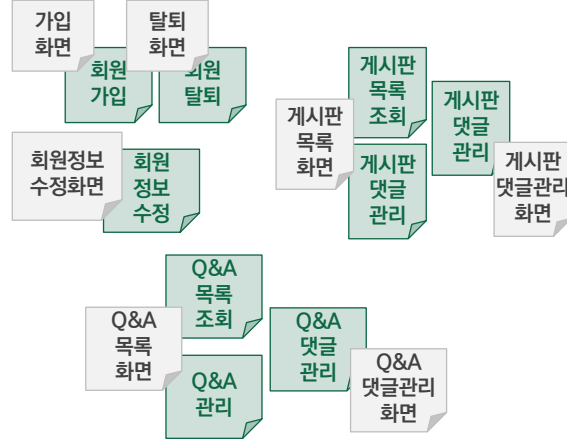 가입
화면
탈퇴
화면
회원
가입
회원
탈퇴
회원정보
수정화면
회원
정보
수정
게시판
목록
조회
게시판
댓글
관리
게시판
목록
화면
게시판
댓글
관리
게시판
댓글관리
화면
Q&A
목록
조회
Q&A
목록
화면
Q&A
댓글
관리
Q&A
관리
Q&A
댓글관리
화면